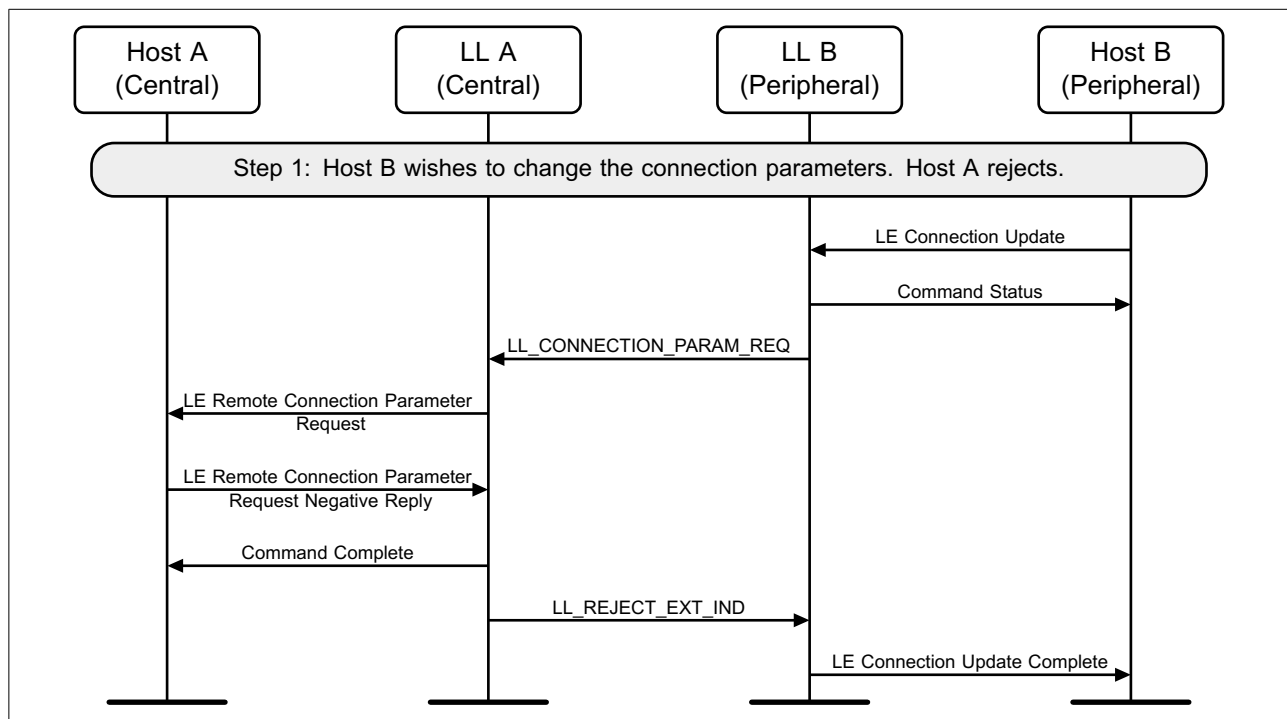 Host A
(Central)
LL A
(Central)
LL B
(Peripheral)
Host B
(Peripheral)
Step 1: Host B wishes to change the connection parameters. Host A rejects.
LE Connection Update
Command Status
LL_CONNECTION_PARAM_REQ
LE Remote Connection Parameter
Request
LE Remote Connection Parameter
Request Negative Reply
Command Complete
LL_REJECT_EXT_IND
LE Connection Update Complete